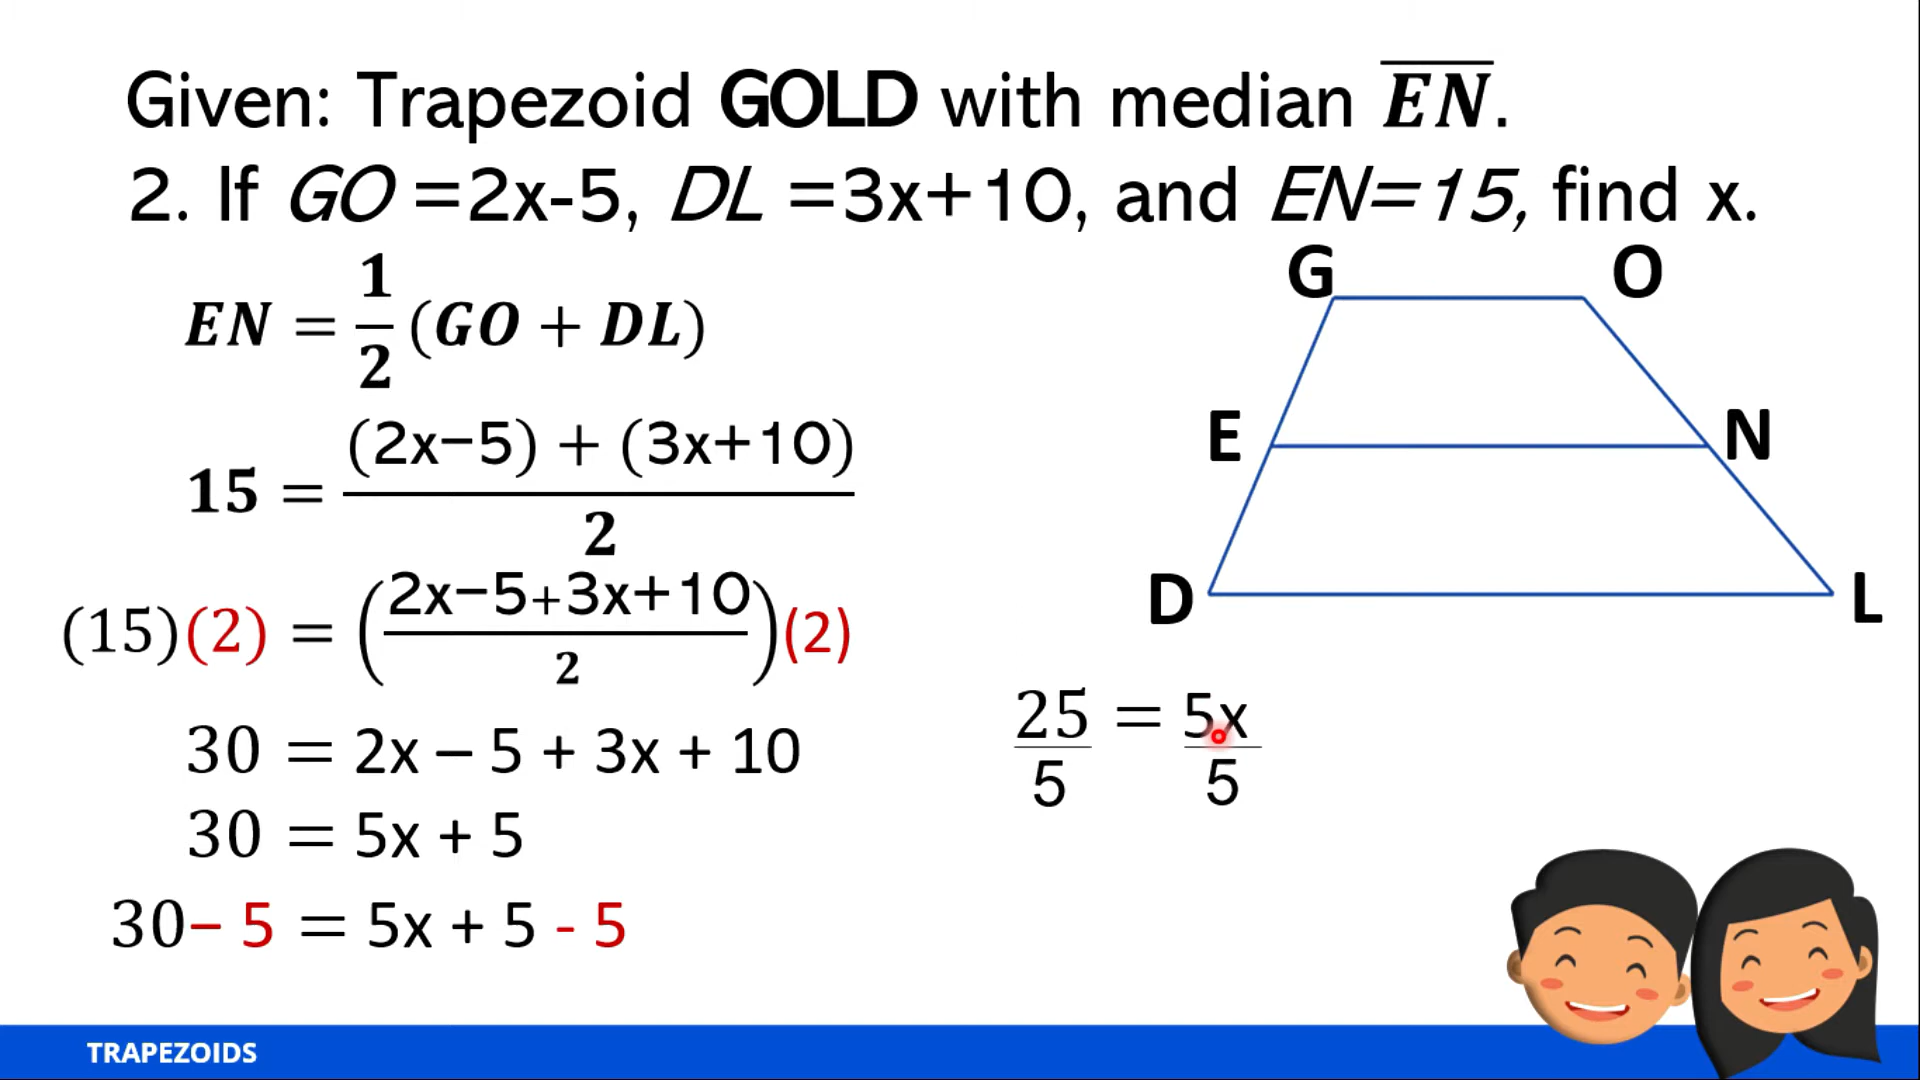 Given: Trapezoid GOLD with median E̅N̅.
2. If GO =2x-5, DL =3x+10, and EN=15, find x.
EN = 1/2 (GO + DL)
15 = (2x−5) + (3x+10) / 2
(15)(2) = (2x−5+3x+10 / 2)(2)
30 = 2x – 5 + 3x + 10
30 = 5x + 5
30– 5 = 5x + 5 - 5
G O
E N
D L
25/5 = 5x/5
TRAPEZOIDS